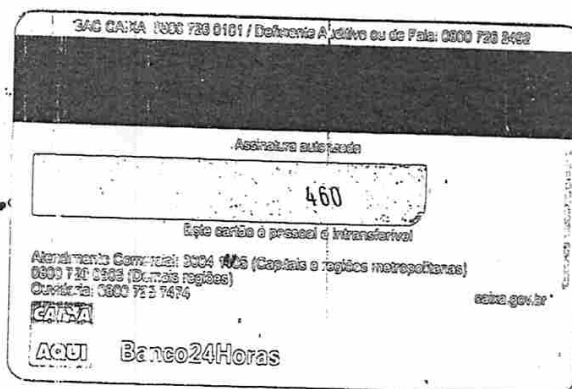 SAC CAIXA 0800 726 0101 / Deficiente Auditivo ou de Fala: 0800 726 2492
Assinatura autorizada
460
Este cartão é pessoal e intransferível
Atendimento Comercial: (Capitais e regiões metropolitanas)
(Demais regiões)
Ouvidoria: 0800 725 7474
caixa.gov.br
CAIXA
AQUI Banco24Horas